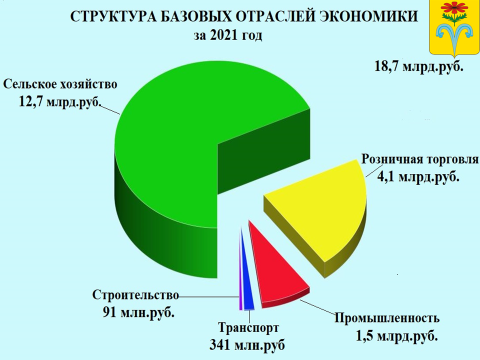 СТРУКТУРА БАЗОВЫХ ОТРАСЛЕЙ ЭКОНОМИКИ
за 2021 год
18,7 млрд.руб.
Сельское хозяйство
12,7 млрд.руб.
Розничная торговля
4,1 млрд.руб.
Строительство
91 млн.руб.
Транспорт
341 млн.руб
Промышленность
1,5 млрд.руб.